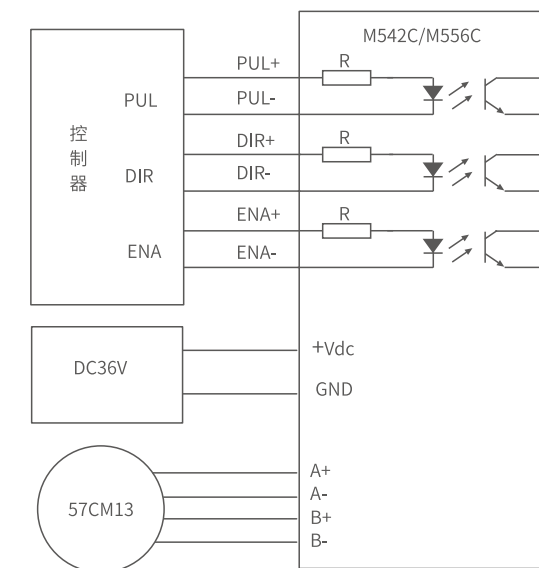 M542C/M556C
控制器
PUL
PUL+
R
PUL-
DIR
DIR+
R
DIR-
ENA
ENA+
R
ENA-
DC36V
+Vdc
GND
57CM13
A+
A-
B+
B-